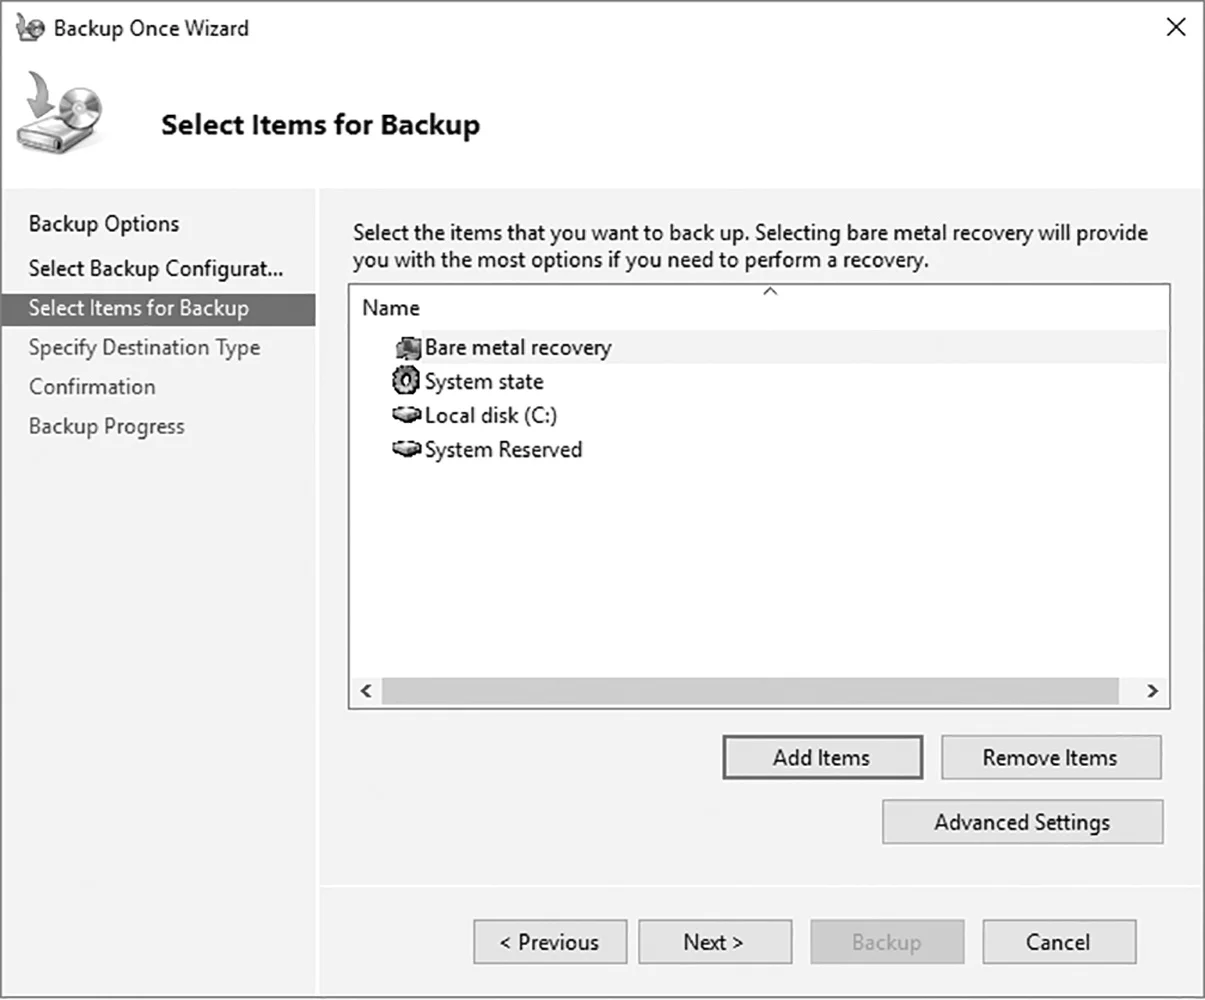 Backup Once Wizard
Select Items for Backup
Backup Options
Select Backup Configurat...
Select Items for Backup
Specify Destination Type
Confirmation
Backup Progress
Select the items that you want to back up. Selecting bare metal recovery will provide
you with the most options if you need to perform a recovery.
Name
Bare metal recovery
System state
Local disk (C:)
System Reserved
Add Items
Remove Items
Advanced Settings
< Previous
Next >
Backup
Cancel